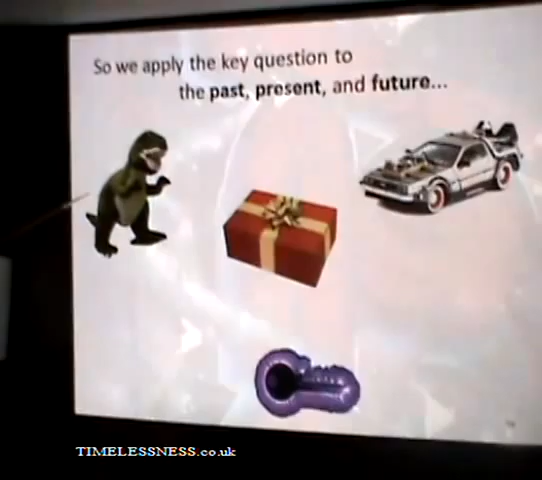 So we apply the key question to
the past, present, and future...
TIMELESSNESS.co.uk